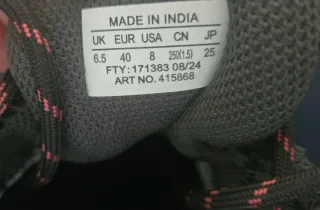 MADE IN INDIA
UK EUR USA CN JP
6.5 40 8 250(1.5) 25
FTY: 171383 08/24
ART NO. 415868